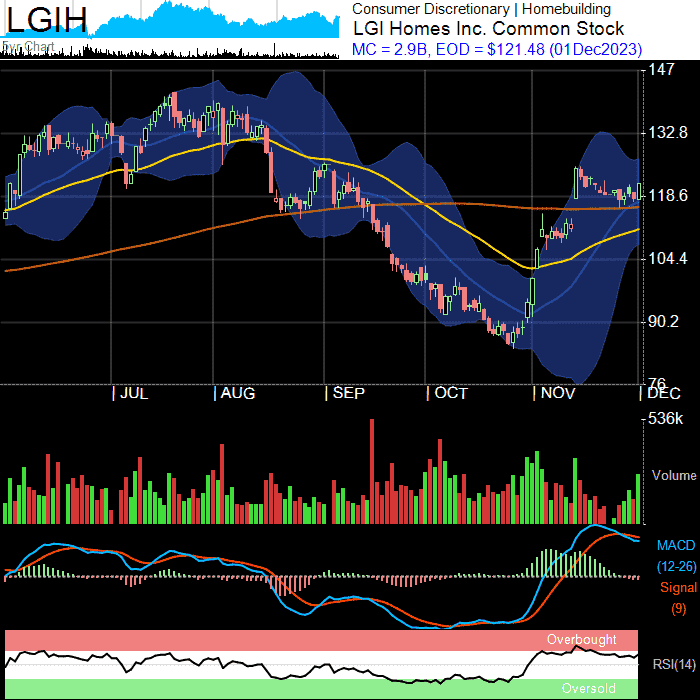 LGIH
5yr Chart
Consumer Discretionary | Homebuilding
LGI Homes Inc. Common Stock
MC = 2.9B, EOD = $121.48 (01Dec2023)
147
132.8
118.6
104.4
90.2
76
| JUL | AUG | SEP | OCT | NOV | DEC
536k
Volume
MACD
(12-26)
Signal
(9)
Overbought
RSI(14)
Oversold